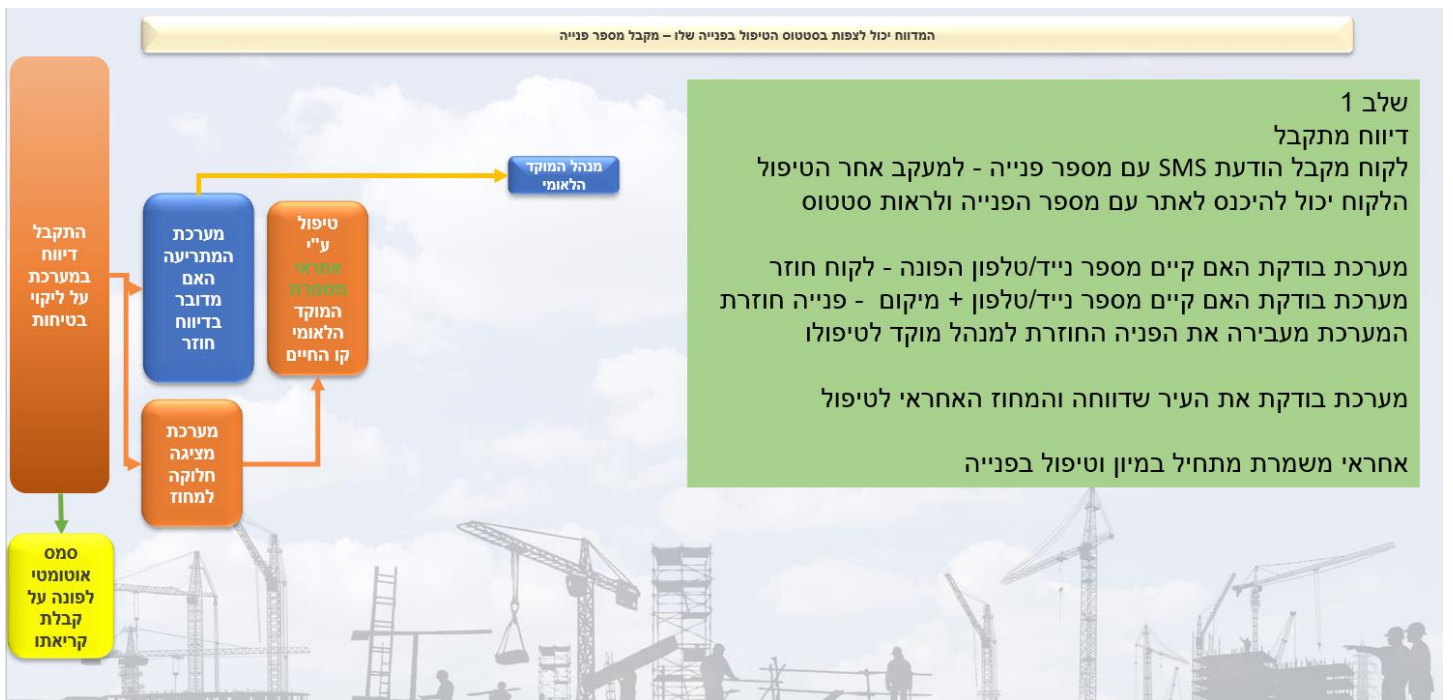 המדווח יכול לצפות בסטטוס הטיפול בפנייה שלו – מקבל מספר פנייה
שלב 1
דיווח מתקבל
לקוח מקבל הודעת SMS עם מספר פנייה - למעקב אחר הטיפול
הלקוח יכול להיכנס לאתר עם מספר הפנייה ולראות סטטוס
מערכת בודקת האם קיים מספר נייד/טלפון הפונה - לקוח חוזר
מערכת בודקת האם קיים מספר נייד/טלפון + מיקום - פנייה חוזרת
המערכת מעבירה את הפניה החוזרת למנהל מוקד לטיפולו
מערכת בודקת את העיר שדווחה והמחוז האחראי לטיפול
אחראי משמרת מתחיל במיון וטיפול בפנייה
מנהל המוקד
הלאומי
טיפול
ע"י
אחראי
משמרת
המוקד
הלאומי
קו החיים
מערכת
המתריעה
האם
מדובר
בדיווח
חוזר
מערכת
מציגה
חלוקה
למחוז
התקבל
דיווח
במערכת
על ליקוי
בטיחות
סמס
אוטומטי
לפונה על
קבלת
קריאתו